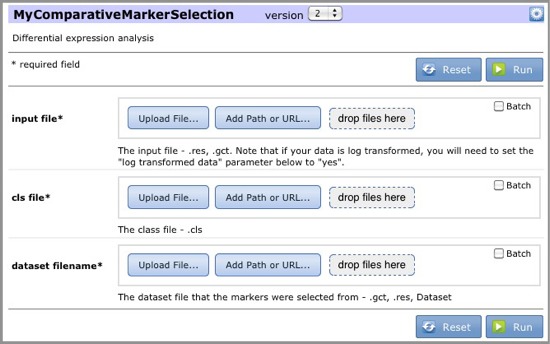 MyComparativeMarkerSelection version 2
Differential expression analysis
* required field
Reset Run
Batch
input file* Upload File... Add Path or URL... drop files here
The input file - .res, .gct. Note that if your data is log transformed, you will need to set the
"log transformed data" parameter below to "yes".
Batch
cls file* Upload File... Add Path or URL... drop files here
The class file - .cls
Batch
dataset filename* Upload File... Add Path or URL... drop files here
The dataset file that the markers were selected from - .gct, .res, Dataset
Reset Run